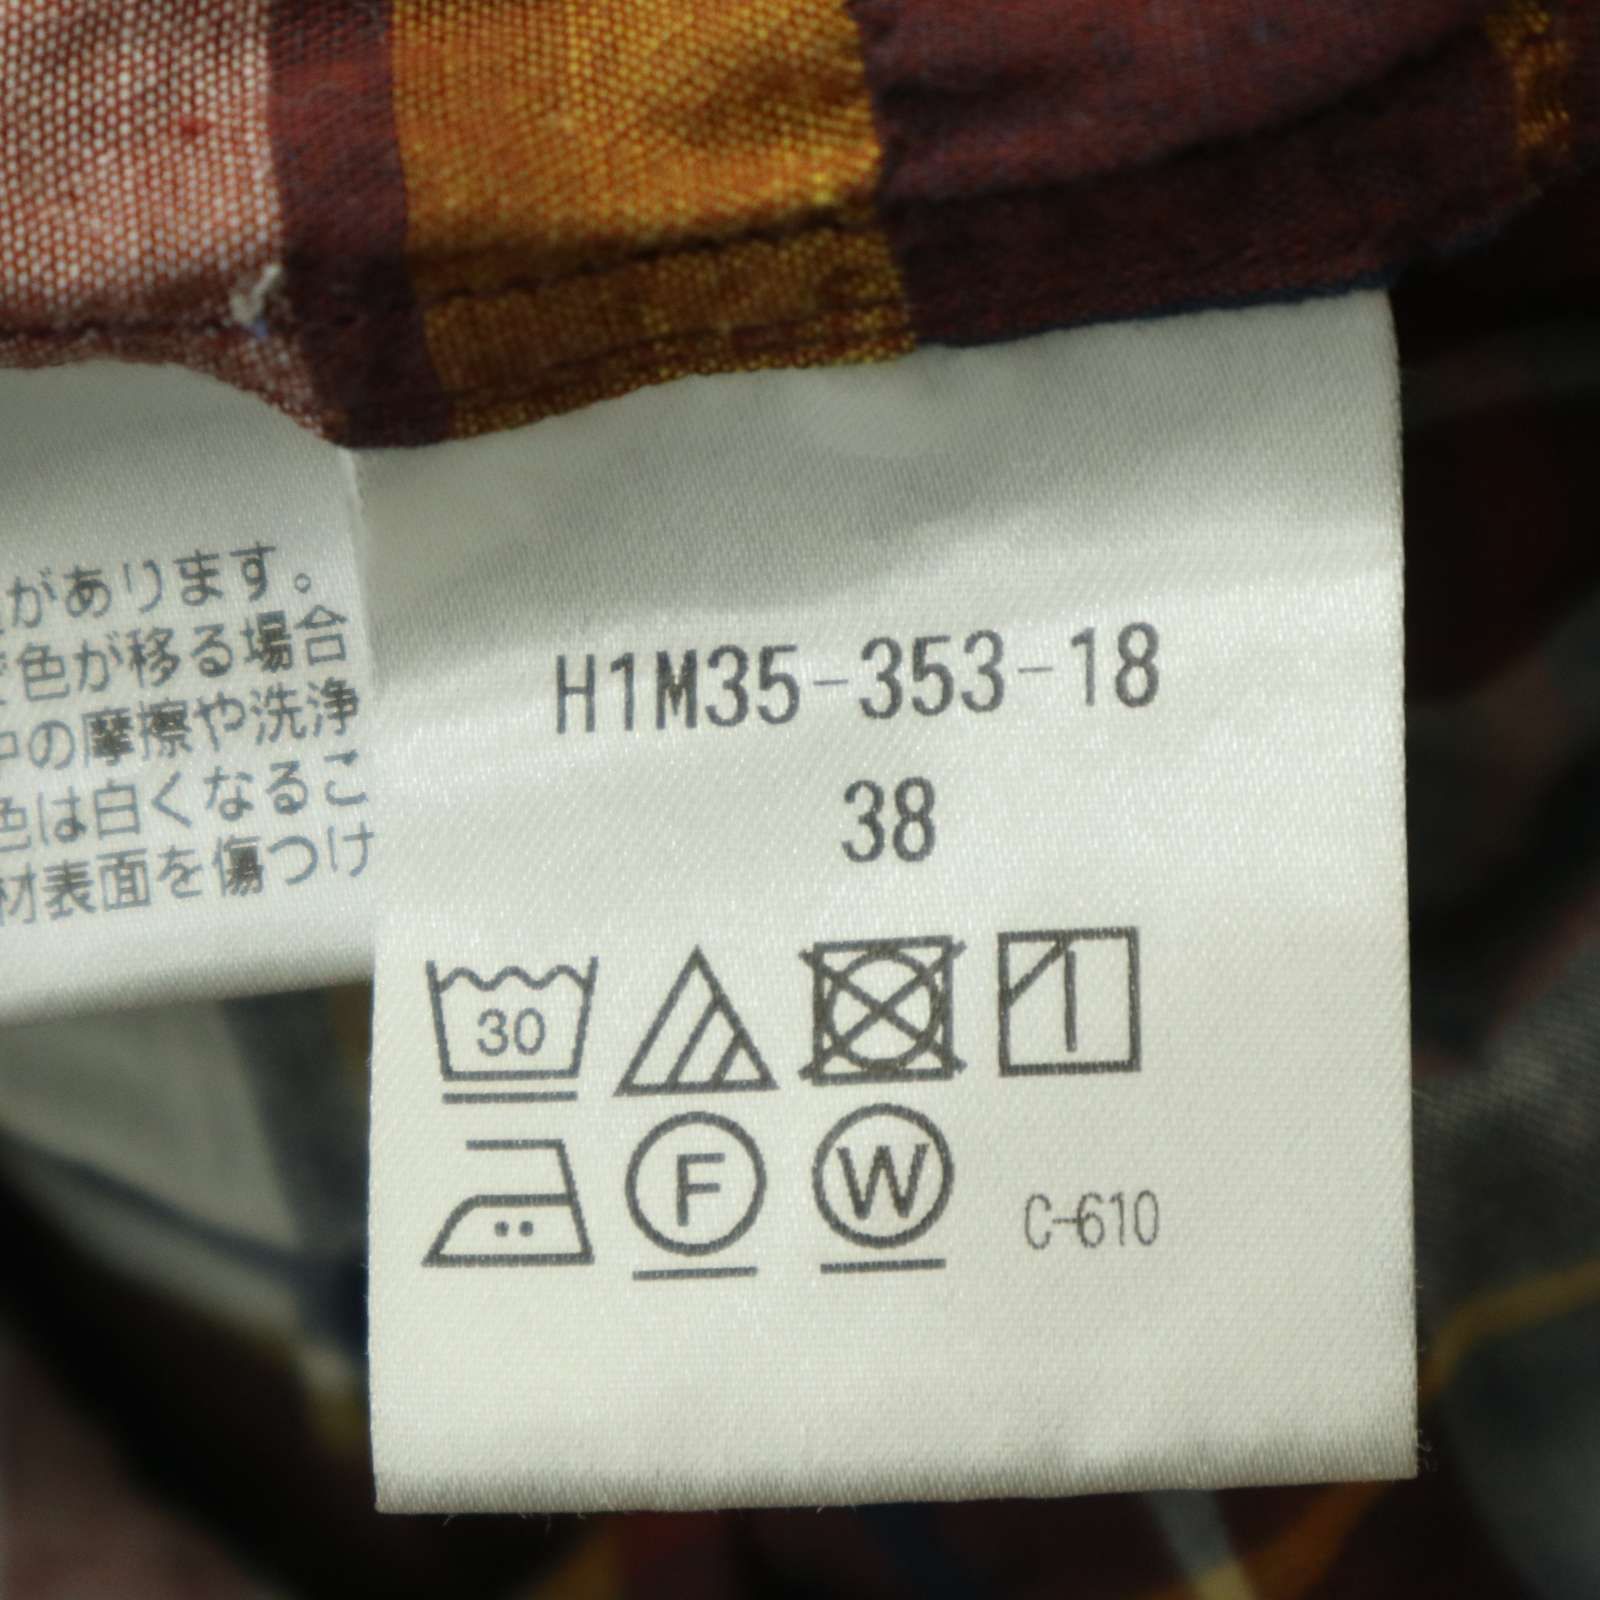 があります。
色が移る場合
中の摩擦や洗浄
色は白くなるこ
材表面を傷つけ
H1M35-353-18
38
30
F
W
C-610